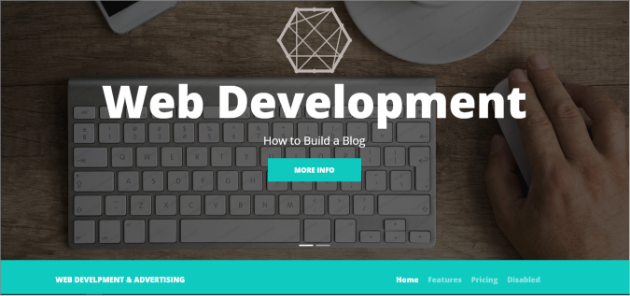 Web Development
How to Build a Blog
MORE INFO
WEB DEVELPMENT & ADVERTISING
Home Features Pricing Disabled